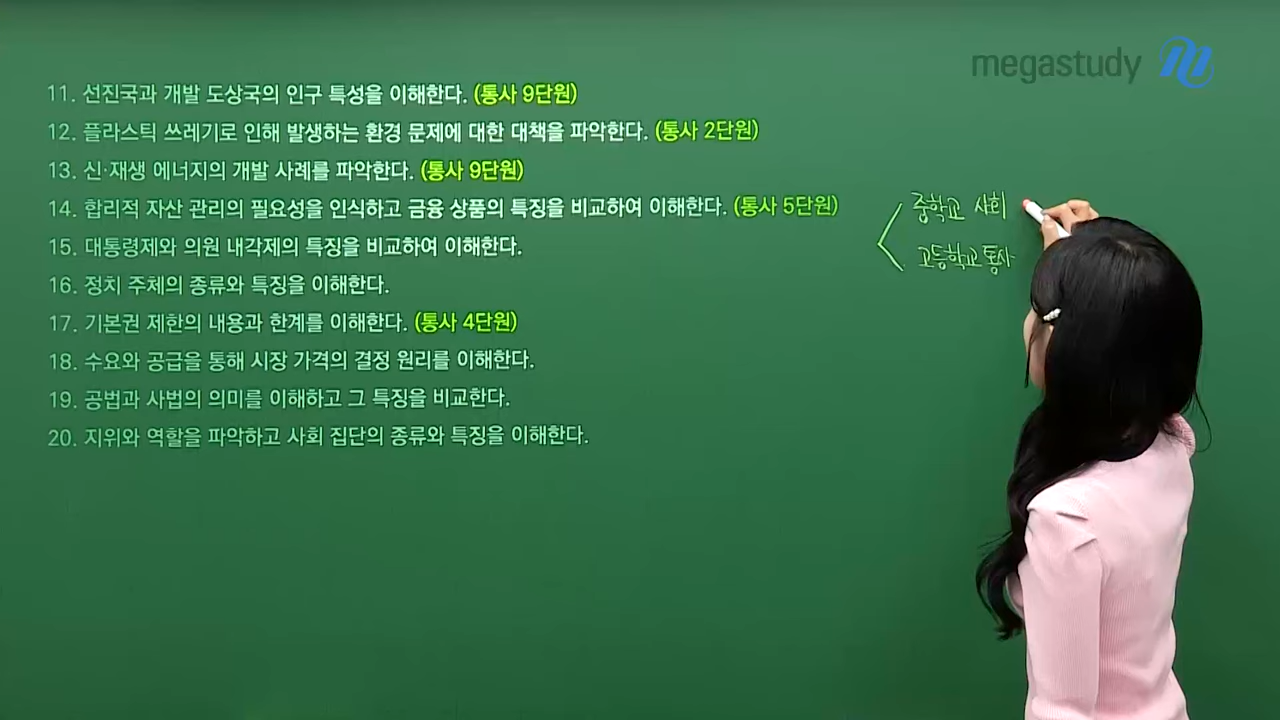 megastudy
11. 선진국과 개발 도상국의 인구 특성을 이해한다. (통사 9단원)
12. 플라스틱 쓰레기로 인해 발생하는 환경 문제에 대한 대책을 파악한다. (통사 2단원)
13. 신·재생 에너지의 개발 사례를 파악한다. (통사 9단원)
14. 합리적 자산 관리의 필요성을 인식하고 금융 상품의 특징을 비교하여 이해한다. (통사 5단원)
중학교 사회
고등학교 통사
15. 대통령제와 의원 내각제의 특징을 비교하여 이해한다.
16. 정치 주체의 종류와 특징을 이해한다.
17. 기본권 제한의 내용과 한계를 이해한다. (통사 4단원)
18. 수요와 공급을 통해 시장 가격의 결정 원리를 이해한다.
19. 공법과 사법의 의미를 이해하고 그 특징을 비교한다.
20. 지위와 역할을 파악하고 사회 집단의 종류와 특징을 이해한다.